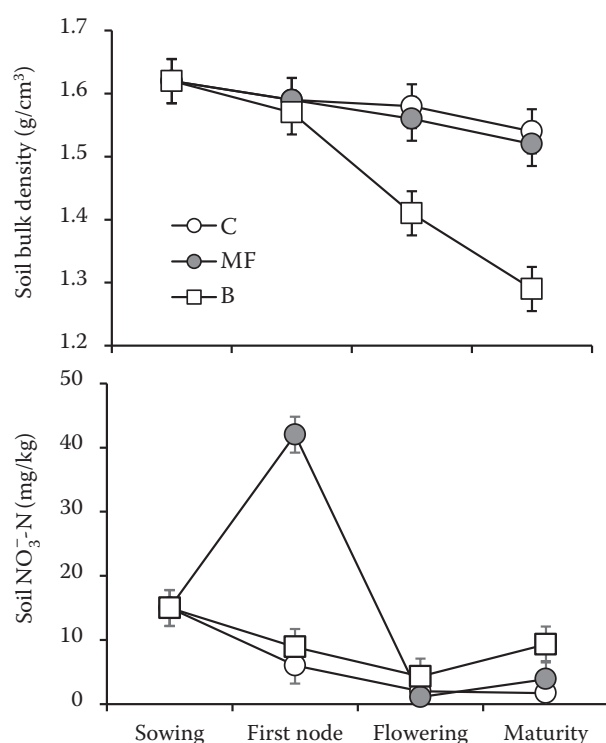 1.7
1.6
1.5
1.4
1.3
1.2
Soil bulk density (g/cm³)
C
MF
B
50
40
30
20
10
0
Soil NO₃⁻-N (mg/kg)
Sowing First node Flowering Maturity